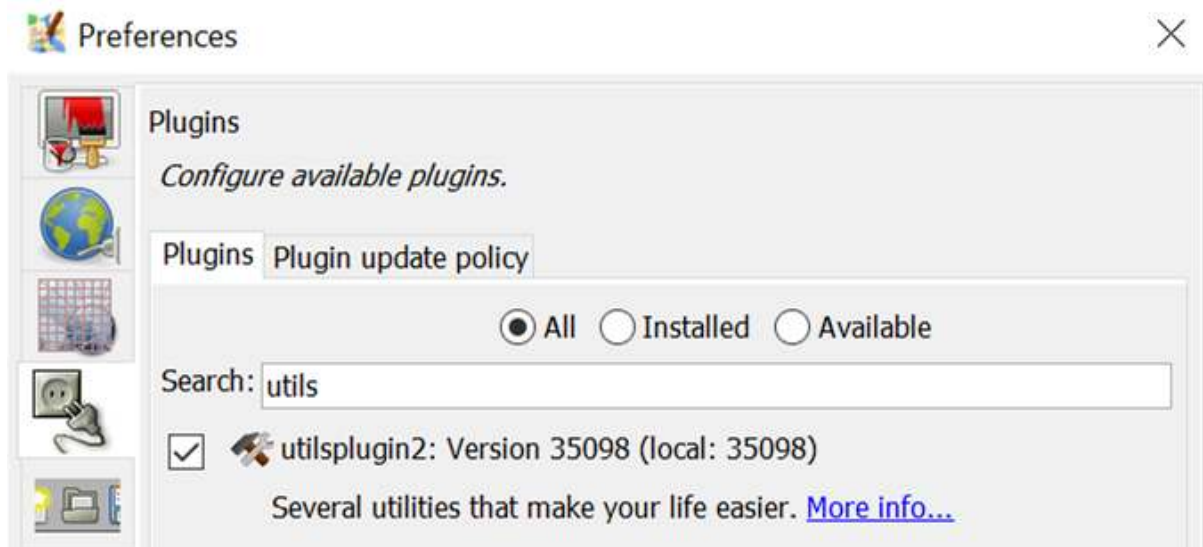 Preferences
Plugins
Configure available plugins.
Plugins Plugin update policy
All Installed Available
Search: utils
utilsplugin2: Version 35098 (local: 35098)
Several utilities that make your life easier. More info...